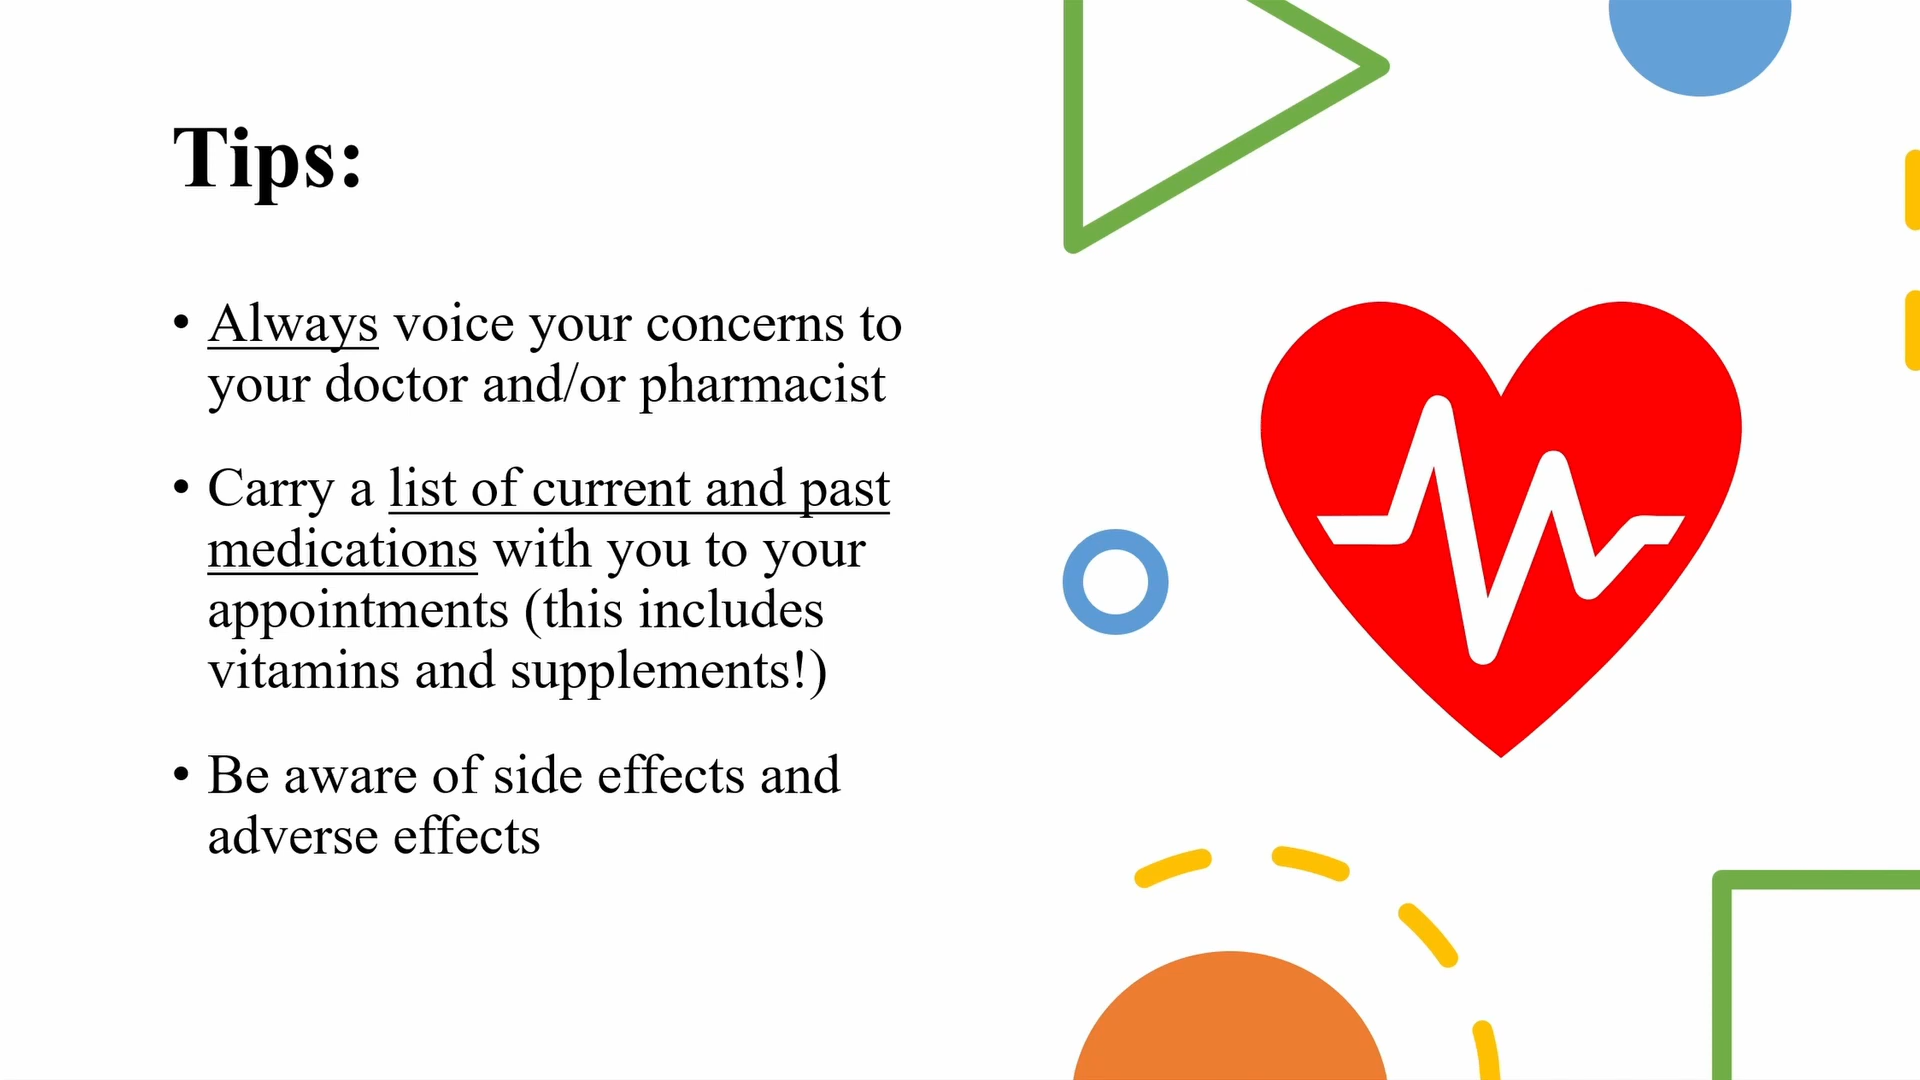 Tips:
• Always voice your concerns to
your doctor and/or pharmacist
• Carry a list of current and past
medications with you to your
appointments (this includes
vitamins and supplements!)
• Be aware of side effects and
adverse effects